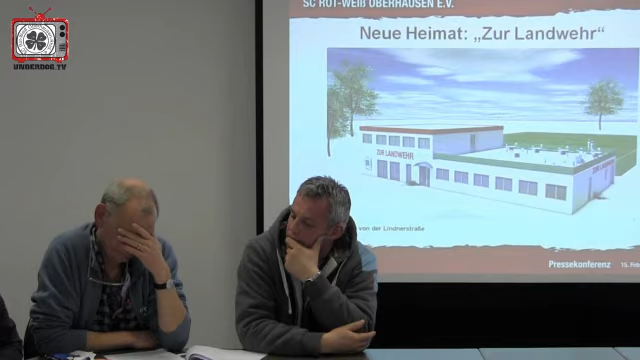 SC ROT-WEIß OBERHAUSEN E.V.
Neue Heimat: „Zur Landwehr“
UNDERDOG.TV
ZUR LANDWEHR
von der Lindnerstraße
Pressekonferenz
15. Feb